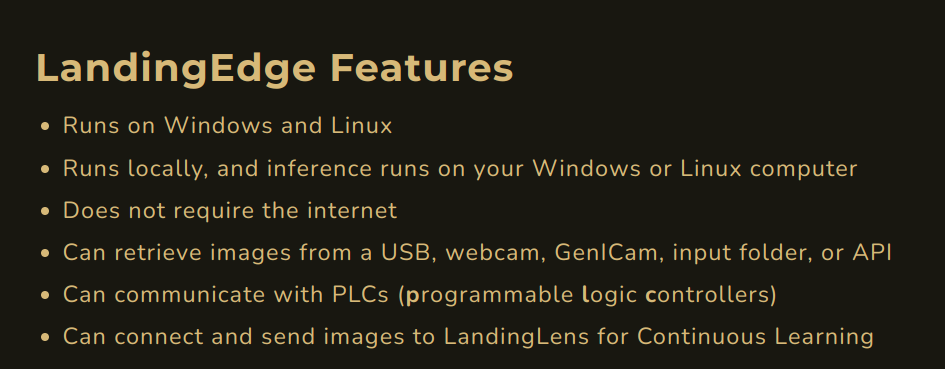 LandingEdge Features
• Runs on Windows and Linux
• Runs locally, and inference runs on your Windows or Linux computer
• Does not require the internet
• Can retrieve images from a USB, webcam, GenICam, input folder, or API
• Can communicate with PLCs (programmable logic controllers)
• Can connect and send images to LandingLens for Continuous Learning